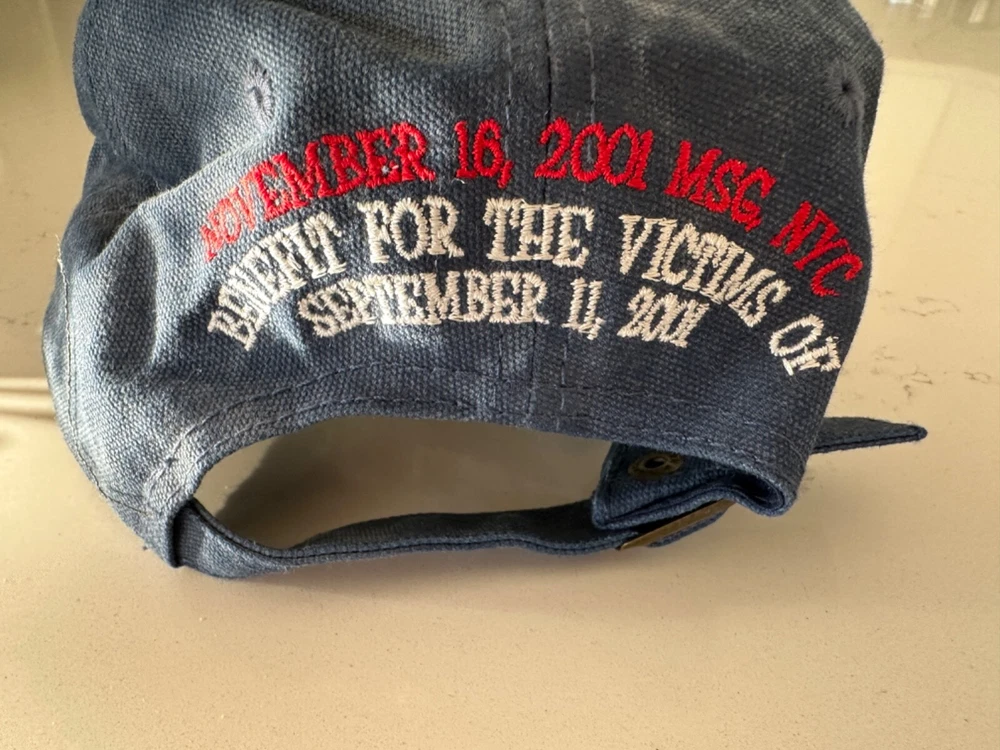 NOVEMBER 16, 2001 MSG, NYC
BENEFIT FOR THE VICTIMS OF
SEPTEMBER 11, 2001